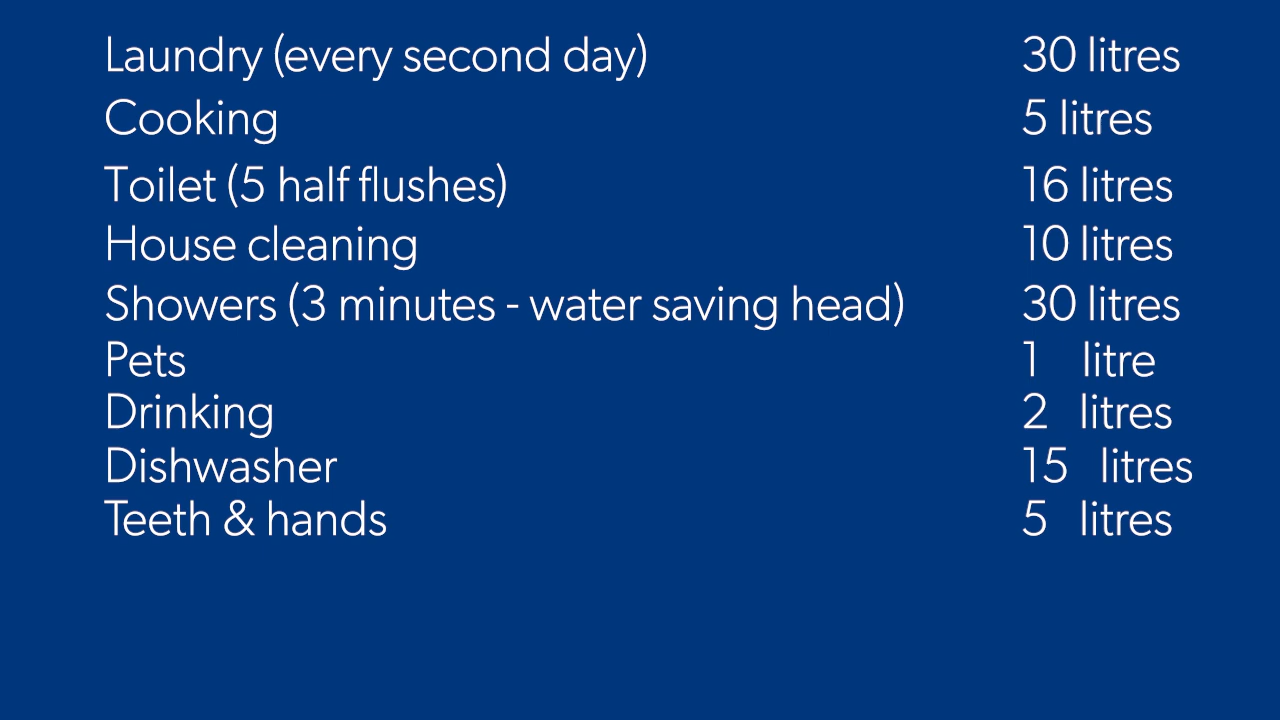 Laundry (every second day) 30 litres
Cooking 5 litres
Toilet (5 half flushes) 16 litres
House cleaning 10 litres
Showers (3 minutes - water saving head) 30 litres
Pets 1 litre
Drinking 2 litres
Dishwasher 15 litres
Teeth & hands 5 litres